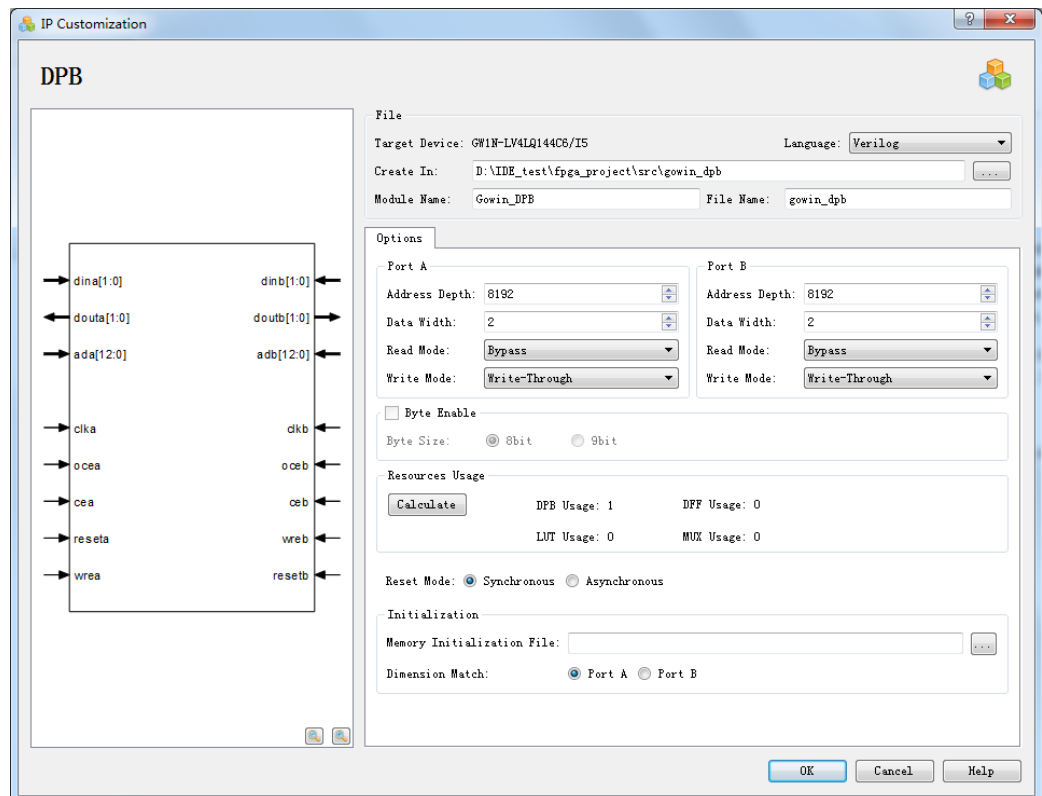 IP Customization
DPB
File
Target Device: GW1N-LV4LQ144C6/I5 Language: Verilog
Create In: D:\IDE_test\fpga_project\src\gowin_dpb ...
Module Name: Gowin_DPB File Name: gowin_dpb
Options
Port A Port B
Address Depth: 8192 Address Depth: 8192
Data Width: 2 Data Width: 2
Read Mode: Bypass Read Mode: Bypass
Write Mode: Write-Through Write Mode: Write-Through
Byte Enable
Byte Size: 8bit 9bit
Resources Usage
Calculate DPB Usage: 1 DFF Usage: 0
LUT Usage: 0 MUX Usage: 0
Reset Mode: Synchronous Asynchronous
Initialization
Memory Initialization File: ...
Dimension Match: Port A Port B
dina[1:0] dinb[1:0]
douta[1:0] doutb[1:0]
ada[12:0] adb[12:0]
clka clkb
ocea oceb
cea ceb
reseta wreb
wrea resetb
OK Cancel Help